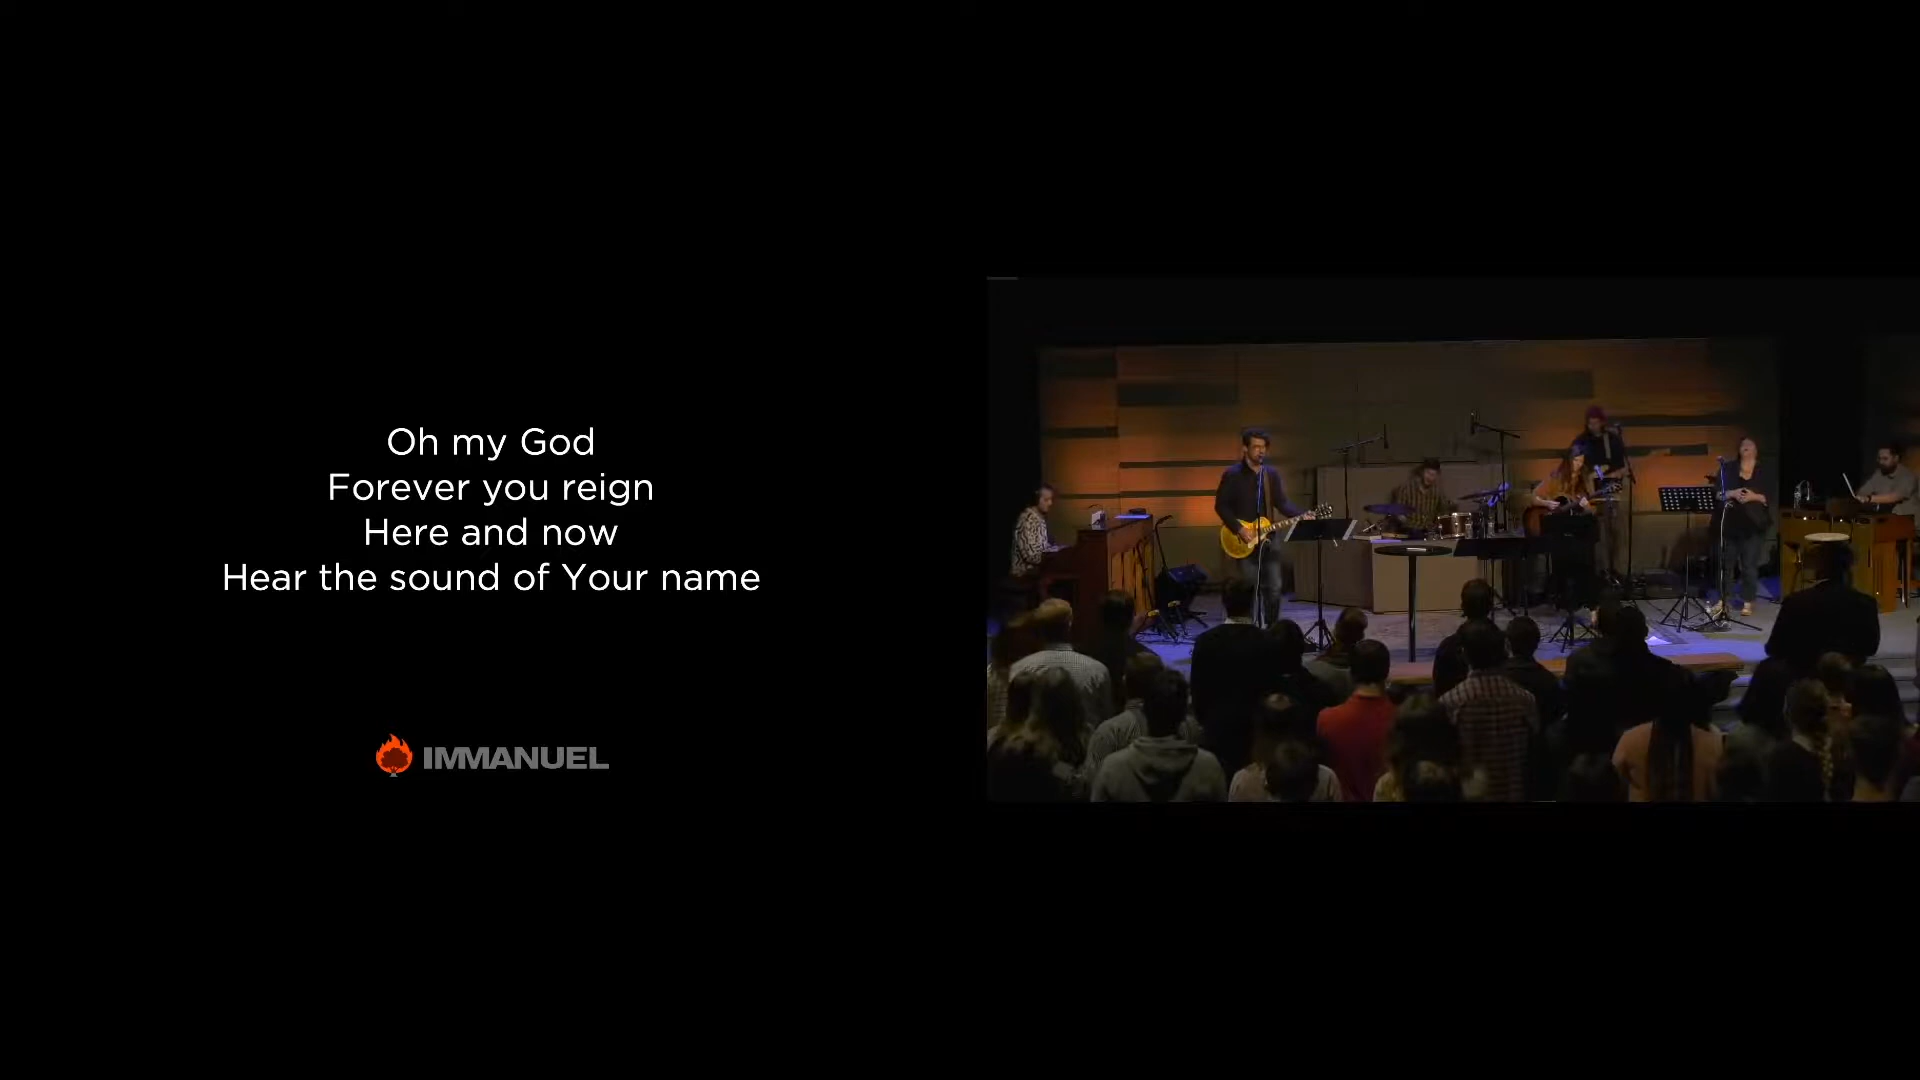 Oh my God
Forever you reign
Here and now
Hear the sound of Your name
IMMANUEL